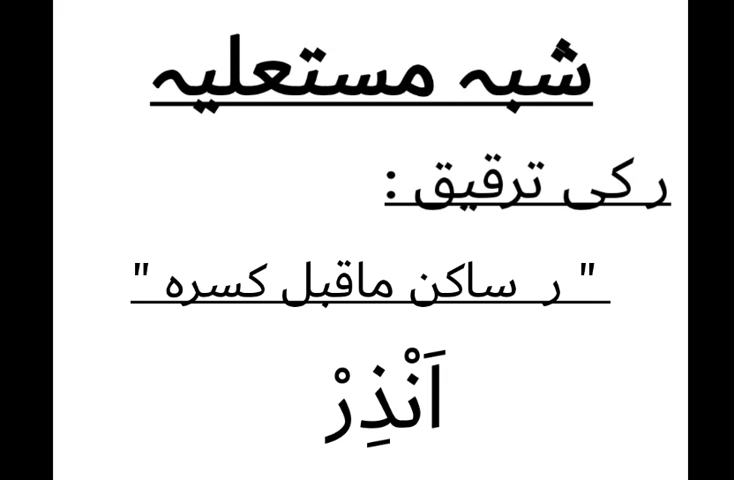 شبہ مستعلیہ
ر کی ترقیق :
" ر ساکن ماقبل کسرہ "
اَنْذِرْ